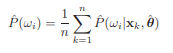 $$\hat{P}(\omega_i) = \frac{1}{n} \sum_{k=1}^{n} \hat{P}(\omega_i | \mathbf{x}_k, \hat{\boldsymbol{\theta}})$$